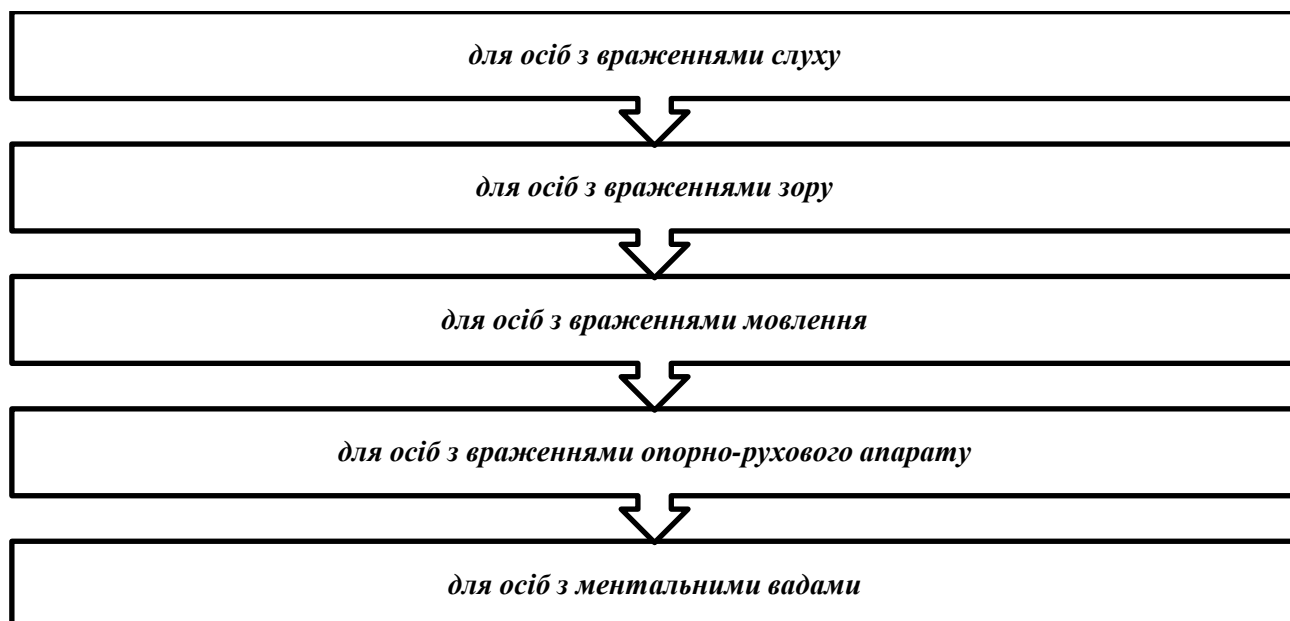 для осіб з враженнями слуху
для осіб з враженнями зору
для осіб з враженнями мовлення
для осіб з враженнями опорно-рухового апарату
для осіб з ментальними вадами